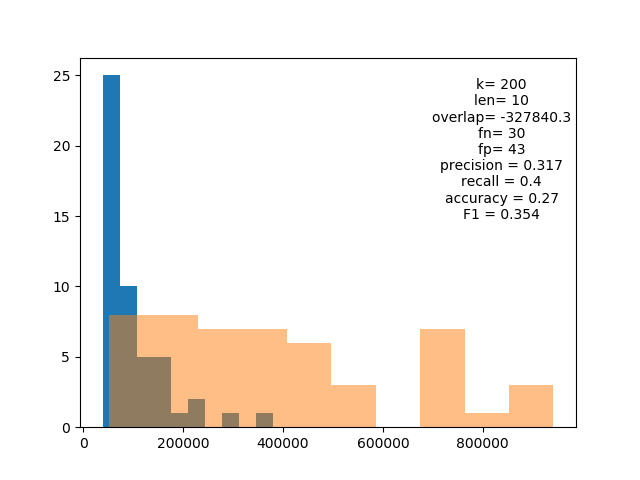 25
20
15
10
5
0
k= 200
len= 10
overlap= -327840.3
fn= 30
fp= 43
precision = 0.317
recall = 0.4
accuracy = 0.27
F1 = 0.354
0 200000 400000 600000 800000